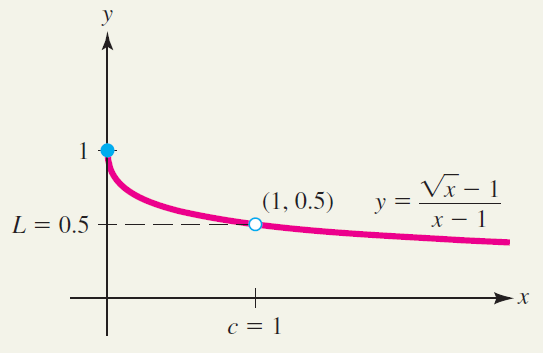 y
1
(1, 0.5)
y = √x − 1 / x − 1
L = 0.5
x
c = 1